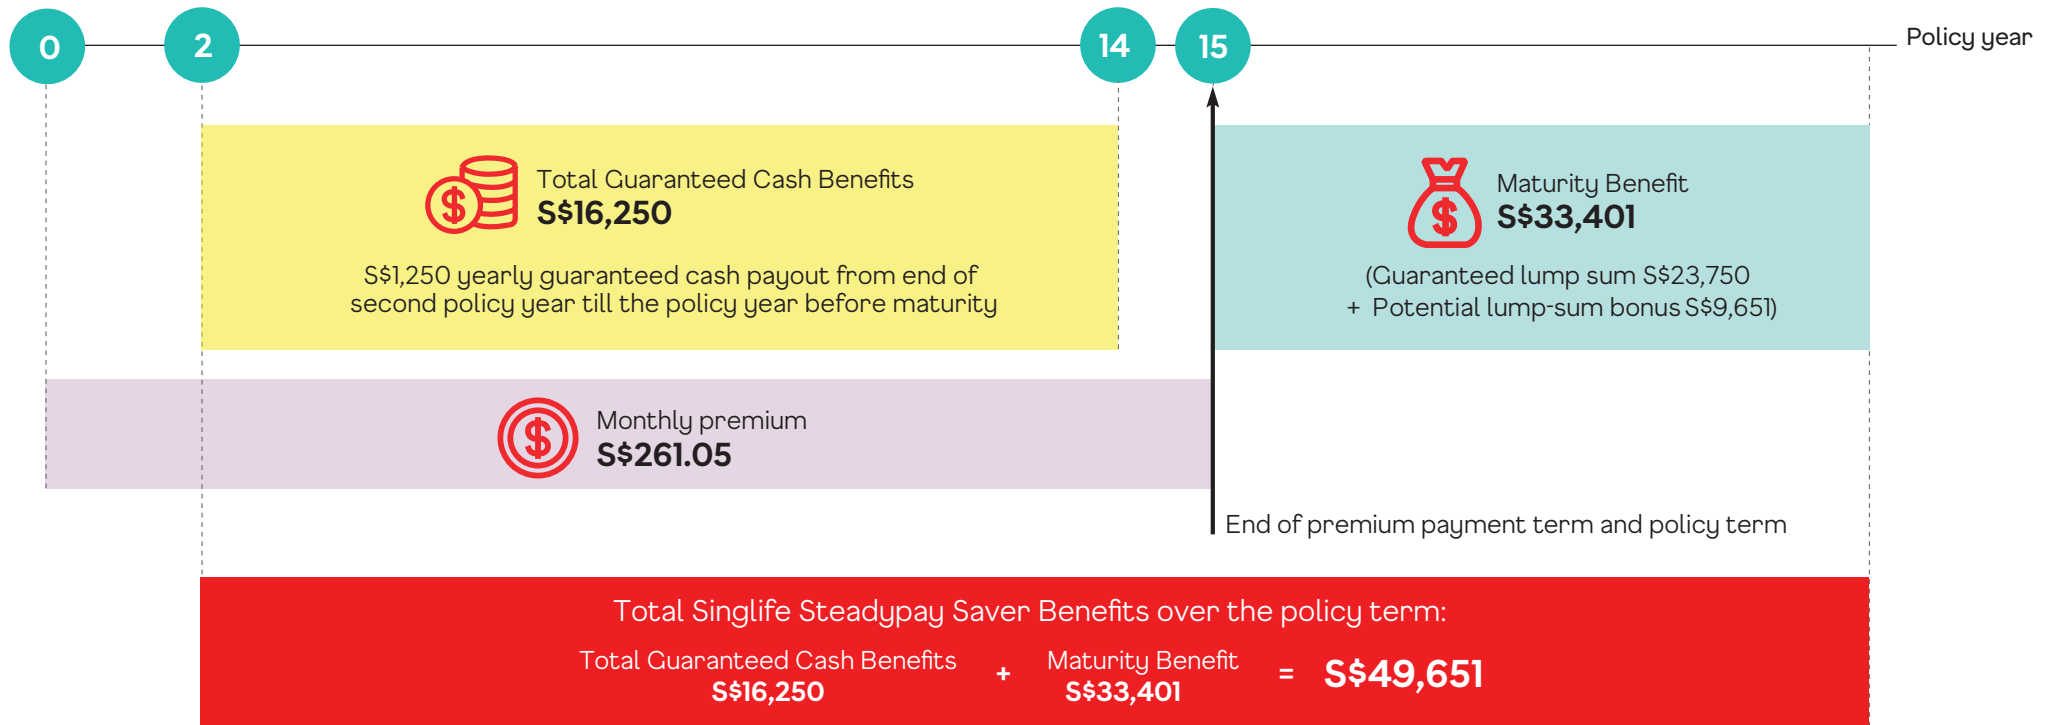 0
2
14
15
Policy year
Total Guaranteed Cash Benefits
S$16,250
S$1,250 yearly guaranteed cash payout from end of
second policy year till the policy year before maturity
Maturity Benefit
S$33,401
(Guaranteed lump sum S$23,750
+ Potential lump-sum bonus S$9,651)
Monthly premium
S$261.05
End of premium payment term and policy term
Total Singlife Steadypay Saver Benefits over the policy term:
Total Guaranteed Cash Benefits + Maturity Benefit = S$49,651
S$16,250 S$33,401